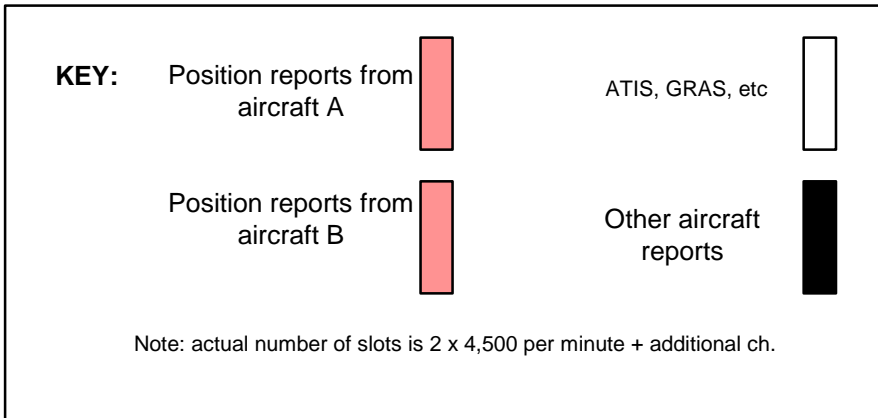 KEY:
Position reports from
aircraft A
ATIS, GRAS, etc
Position reports from
aircraft B
Other aircraft
reports
Note: actual number of slots is 2 x 4,500 per minute + additional ch.